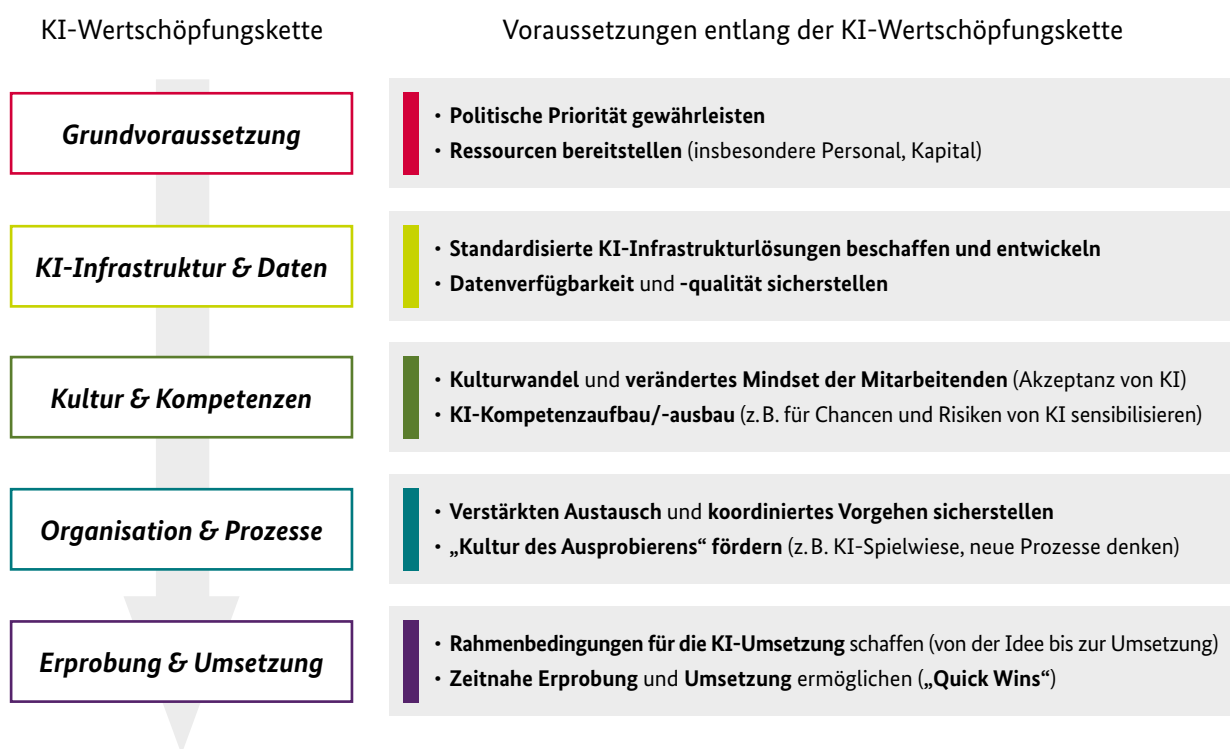 KI-Wertschöpfungskette
Voraussetzungen entlang der KI-Wertschöpfungskette
Grundvoraussetzung
• Politische Priorität gewährleisten
• Ressourcen bereitstellen (insbesondere Personal, Kapital)
KI-Infrastruktur & Daten
• Standardisierte KI-Infrastrukturlösungen beschaffen und entwickeln
• Datenverfügbarkeit und -qualität sicherstellen
Kultur & Kompetenzen
• Kulturwandel und verändertes Mindset der Mitarbeitenden (Akzeptanz von KI)
• KI-Kompetenzaufbau/-ausbau (z. B. für Chancen und Risiken von KI sensibilisieren)
Organisation & Prozesse
• Verstärkten Austausch und koordiniertes Vorgehen sicherstellen
• „Kultur des Ausprobierens“ fördern (z. B. KI-Spielwiese, neue Prozesse denken)
Erprobung & Umsetzung
• Rahmenbedingungen für die KI-Umsetzung schaffen (von der Idee bis zur Umsetzung)
• Zeitnahe Erprobung und Umsetzung ermöglichen („Quick Wins“)